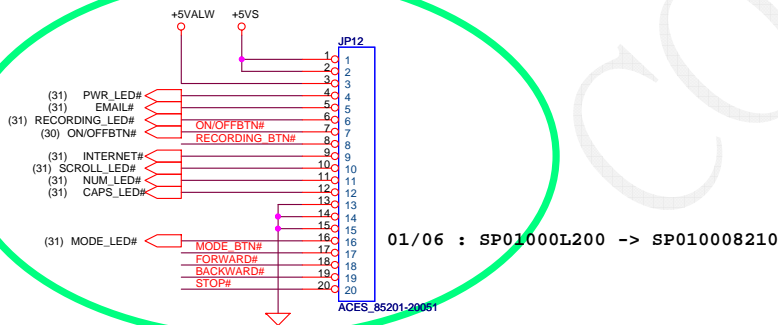 +5VALW +5VS
JP12
1 1
2 2
3 3
(31) PWR_LED# 4 4
(31) EMAIL# 5 5
(31) RECORDING_LED# 6 6
(30) ON/OFFBTN# ON/OFFBTN# 7 7
RECORDING_BTN# 8 8
(31) INTERNET# 9 9
(31) SCROLL_LED# 10 10
(31) NUM_LED# 11 11
(31) CAPS_LED# 12 12
13 13
14 14
15 15
(31) MODE_LED# 16 16
01/06 : SP01000L200 -> SP010008210
MODE_BTN# 17 17
FORWARD# 18 18
BACKWARD# 19 19
STOP# 20 20
ACES_85201-20051